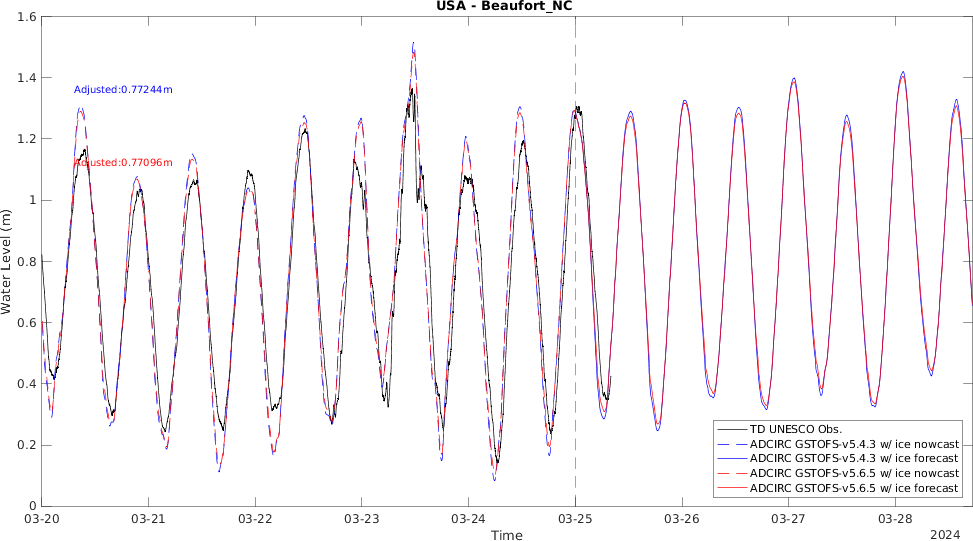 USA - Beaufort_NC
1.6
1.4
1.2
1
0.8
0.6
0.4
0.2
0
Water Level (m)
Adjusted:0.77244m
Adjusted:0.77096m
TD UNESCO Obs.
ADCIRC GSTOFS-v5.4.3 w/ ice nowcast
ADCIRC GSTOFS-v5.4.3 w/ ice forecast
ADCIRC GSTOFS-v5.6.5 w/ ice nowcast
ADCIRC GSTOFS-v5.6.5 w/ ice forecast
03-20 03-21 03-22 03-23 03-24 03-25 03-26 03-27 03-28
Time
2024